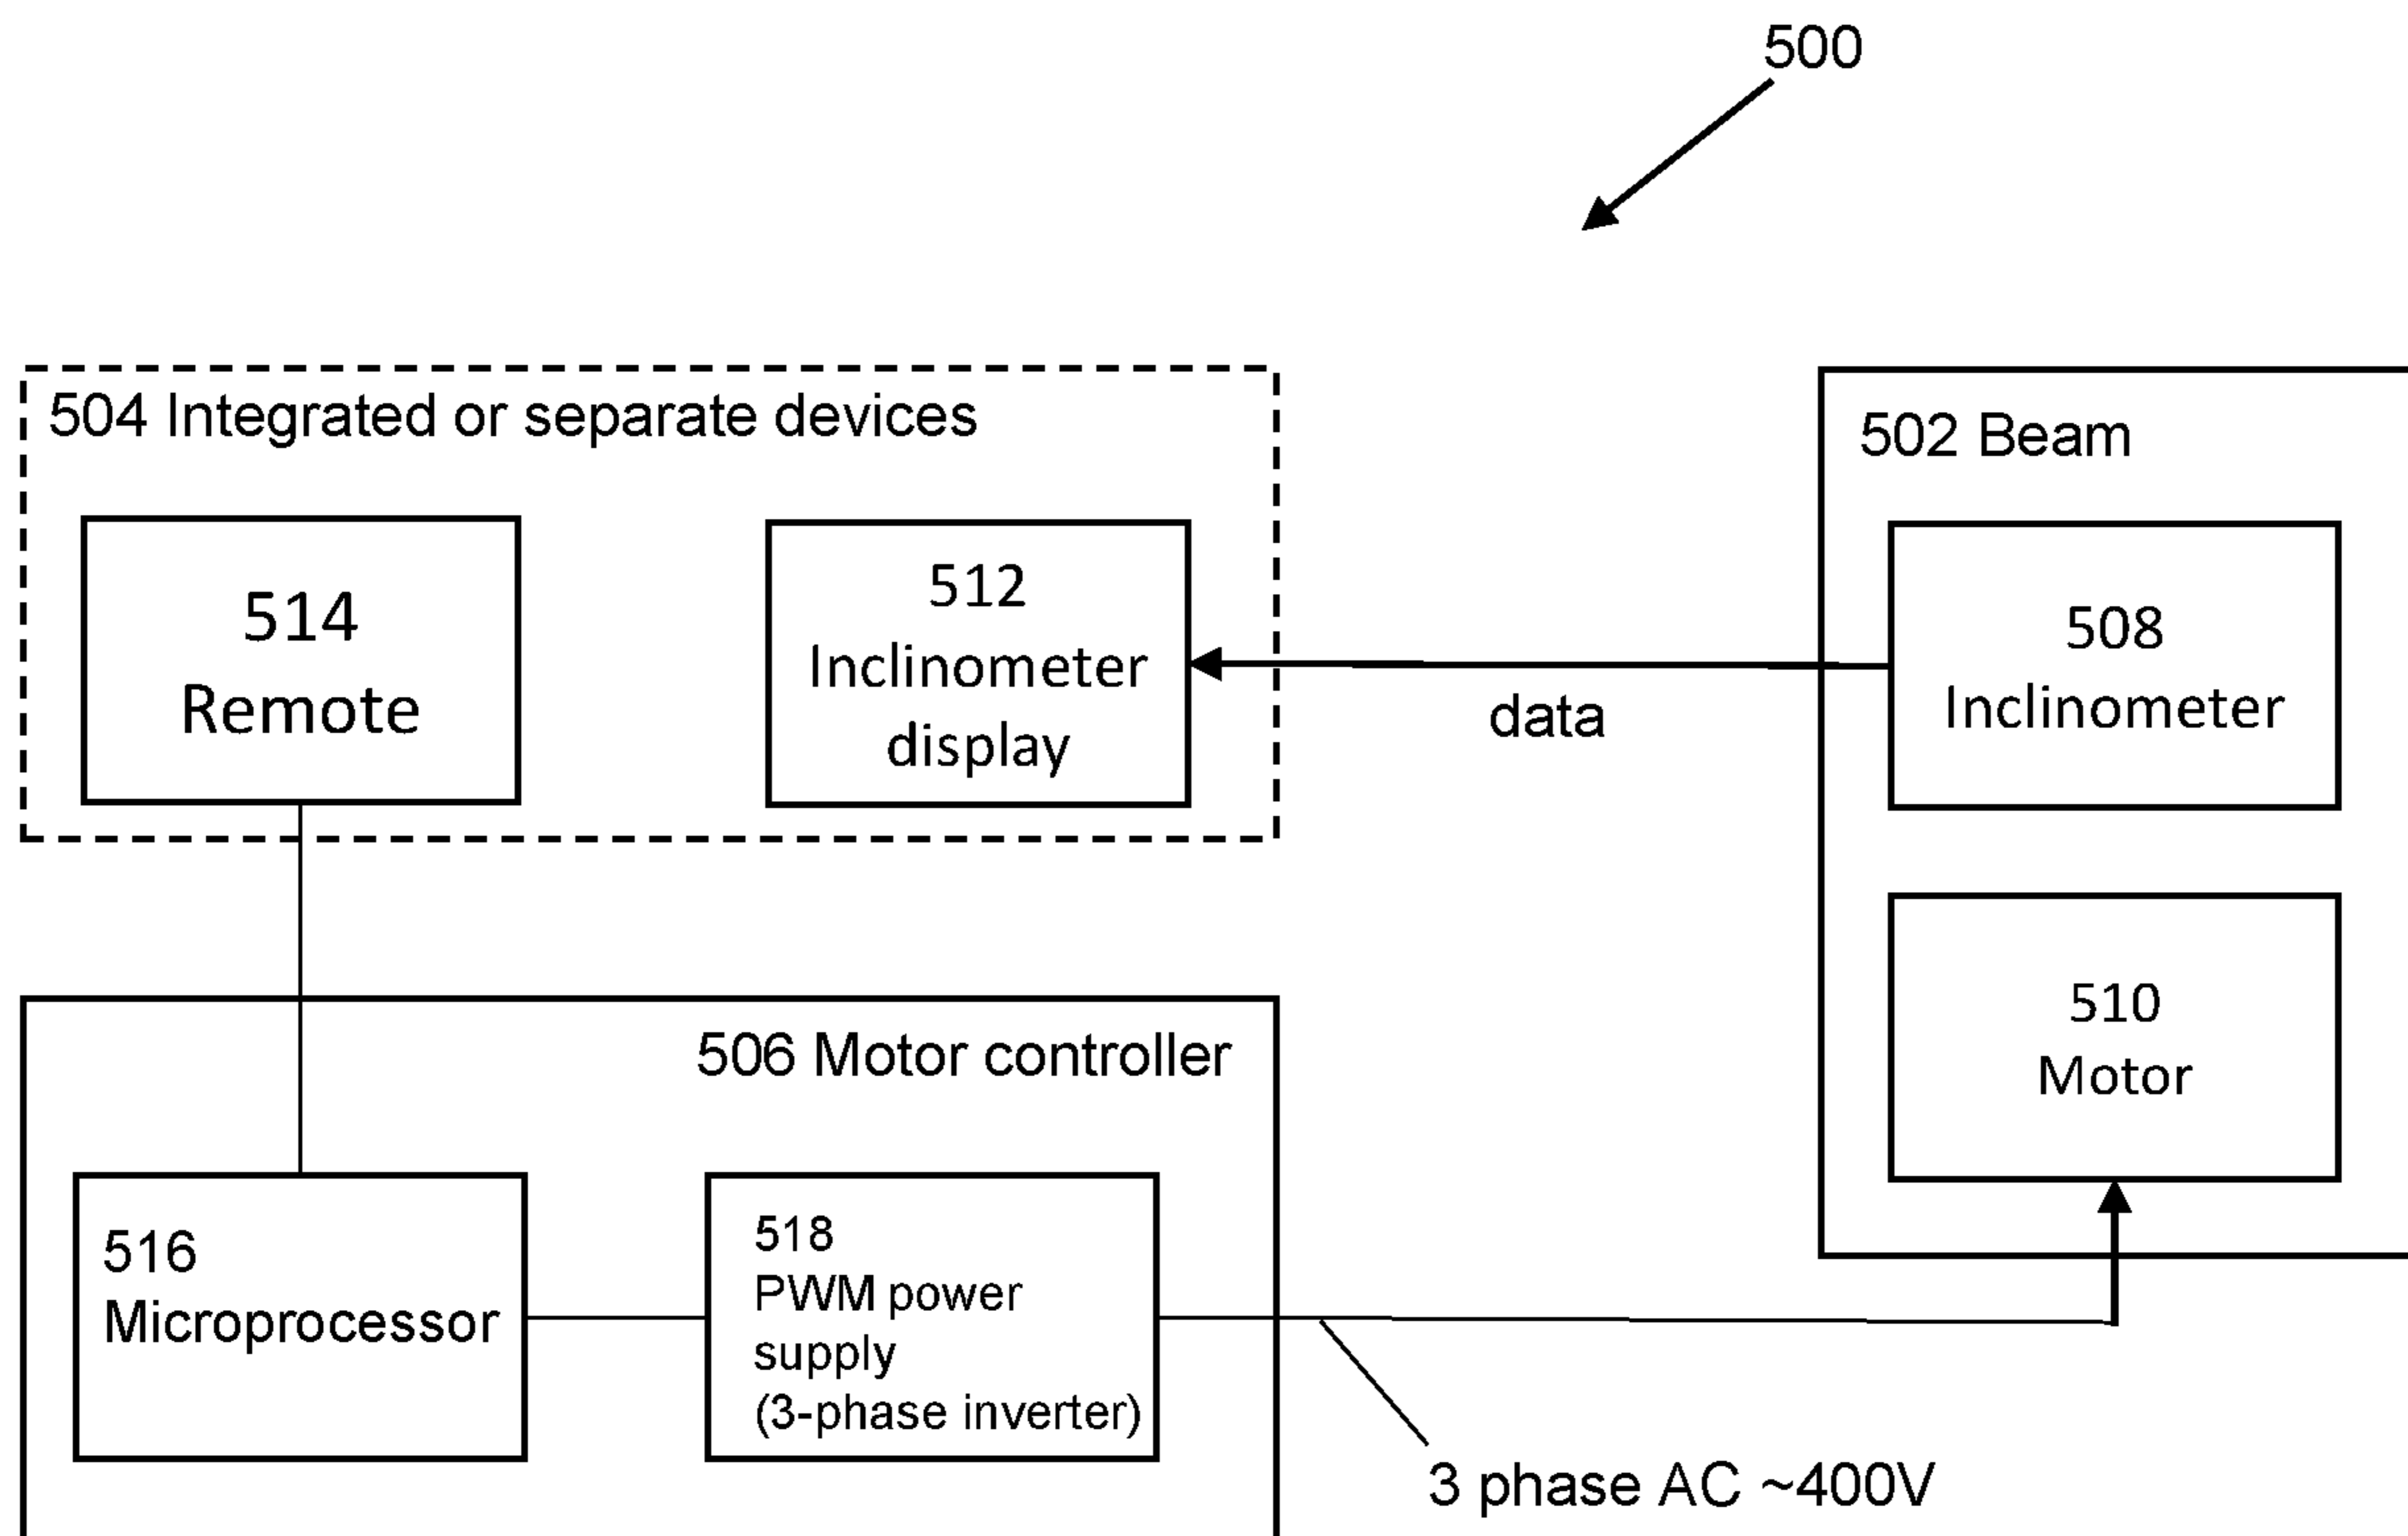 500
504 Integrated or separate devices
502 Beam
514
Remote
512
Inclinometer
display
data
508
Inclinometer
510
Motor
506 Motor controller
516
Microprocessor
518
PWM power
supply
(3-phase inverter)
3 phase AC ~400V